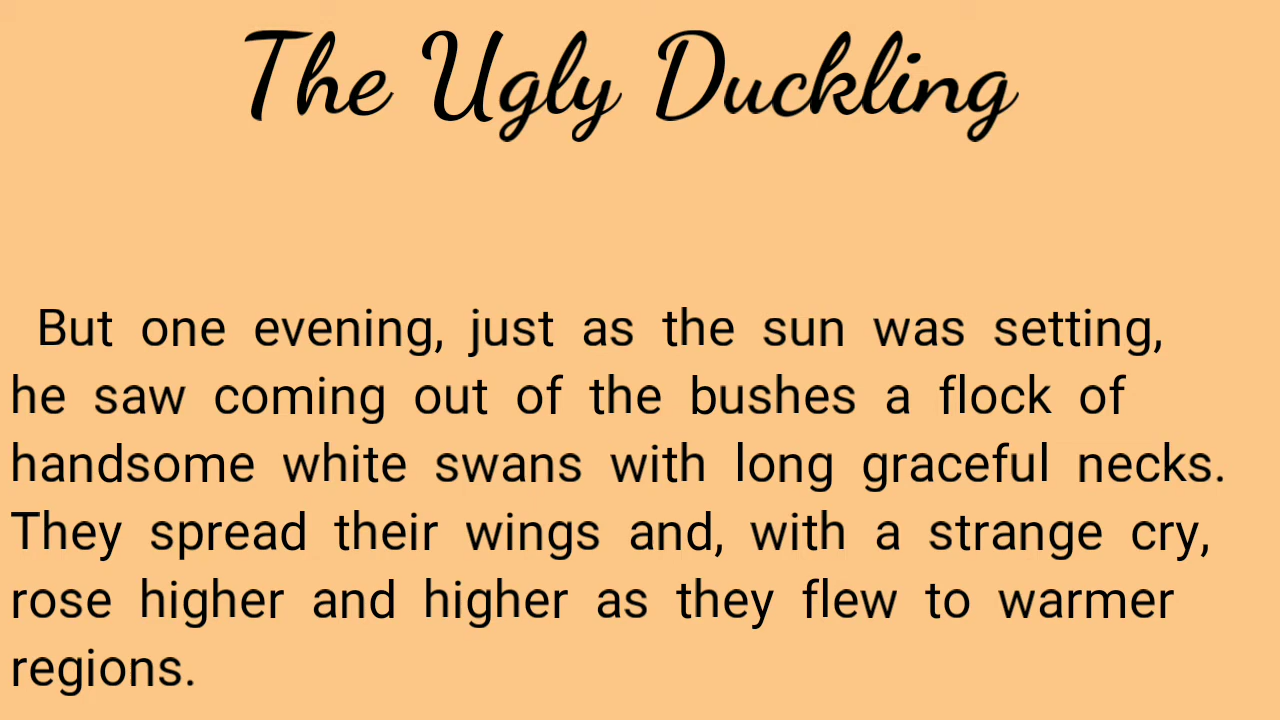 The Ugly Duckling
But one evening, just as the sun was setting,
he saw coming out of the bushes a flock of
handsome white swans with long graceful necks.
They spread their wings and, with a strange cry,
rose higher and higher as they flew to warmer
regions.